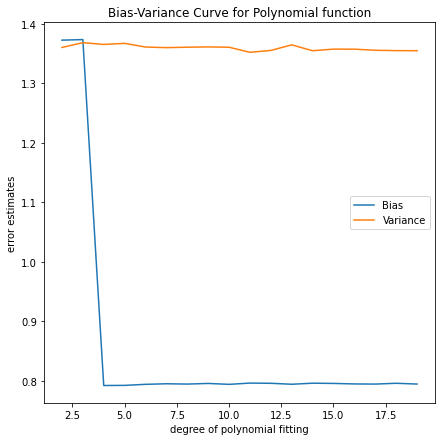 Bias-Variance Curve for Polynomial function
1.4
1.3
1.2
1.1
1.0
0.9
0.8
error estimates
Bias
Variance
2.5 5.0 7.5 10.0 12.5 15.0 17.5
degree of polynomial fitting